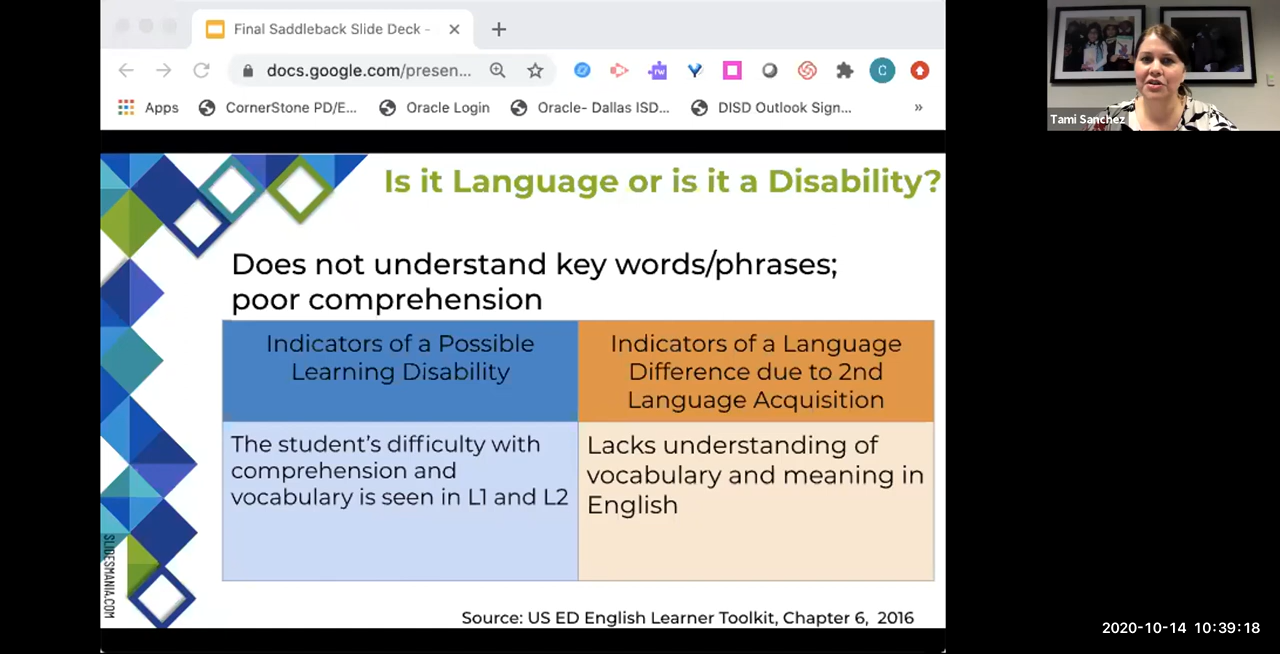 Final Saddleback Slide Deck -
docs.google.com/presen...
Apps
CornerStone PD/E...
Oracle Login
Oracle- Dallas ISD...
DISD Outlook Sign...
»
rw
C
Tami Sanchez
Is it Language or is it a Disability?
Does not understand key words/phrases;
poor comprehension
Indicators of a Possible
Learning Disability
Indicators of a Language
Difference due to 2nd
Language Acquisition
The student's difficulty with
comprehension and
vocabulary is seen in L1 and L2
Lacks understanding of
vocabulary and meaning in
English
SLIDESMANIA.COM
Source: US ED English Learner Toolkit, Chapter 6, 2016
2020-10-14 10:39:18